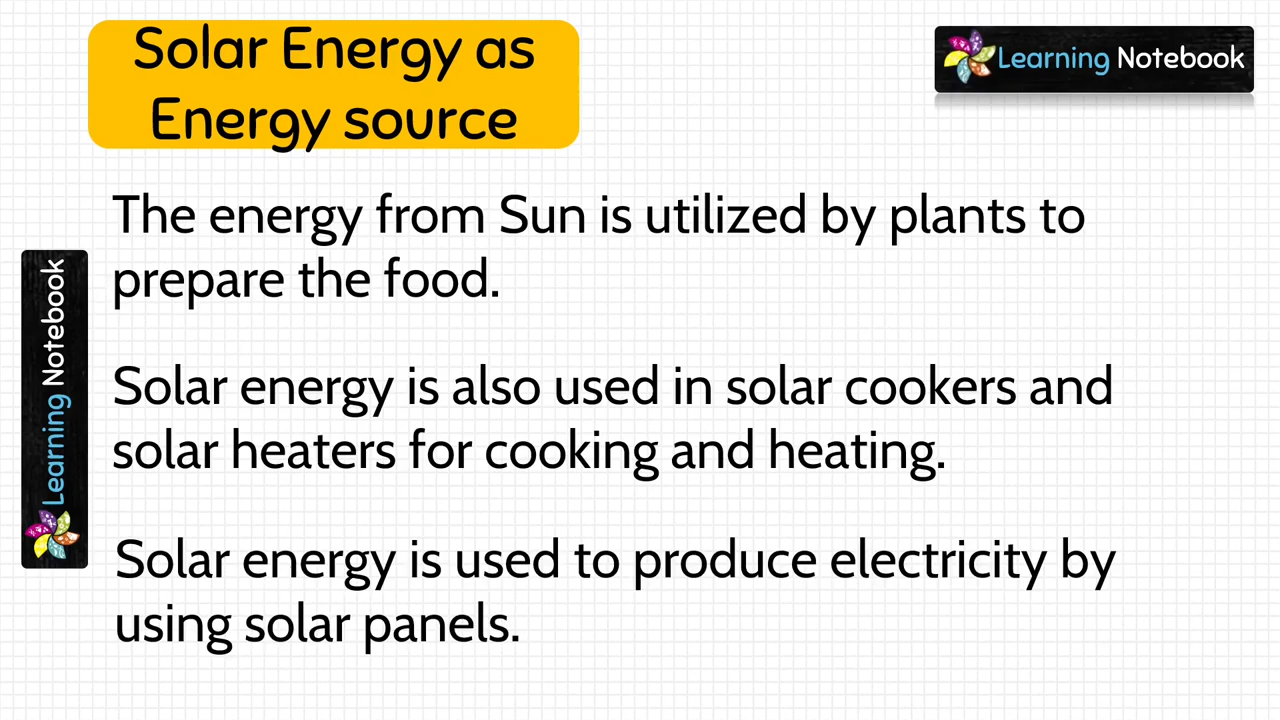 Solar Energy as
Energy source
Learning Notebook
The energy from Sun is utilized by plants to
prepare the food.
Solar energy is also used in solar cookers and
solar heaters for cooking and heating.
Solar energy is used to produce electricity by
using solar panels.
Learning Notebook